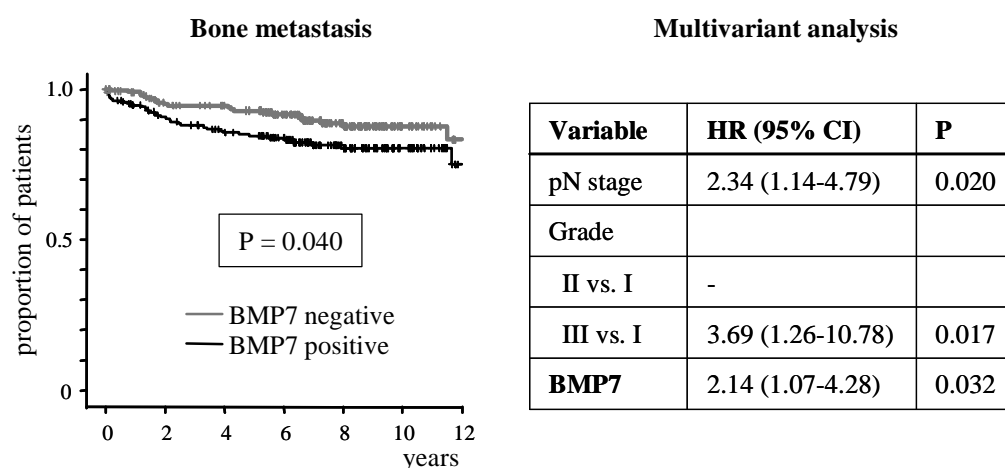 Bone metastasis
1.0
0.5
0
proportion of patients
P = 0.040
BMP7 negative
BMP7 positive
0 2 4 6 8 10 12
years
Multivariant analysis
Variable HR (95% CI) P
pN stage 2.34 (1.14-4.79) 0.020
Grade
II vs. I -
III vs. I 3.69 (1.26-10.78) 0.017
BMP7 2.14 (1.07-4.28) 0.032